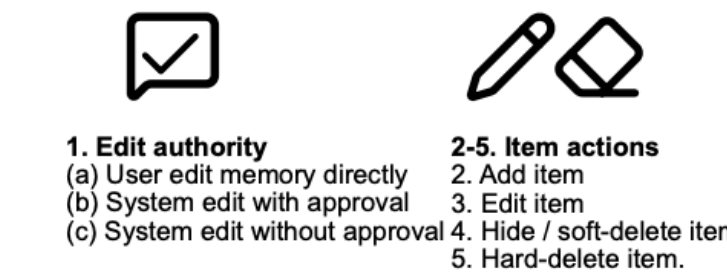 1. Edit authority
(a) User edit memory directly
(b) System edit with approval
(c) System edit without approval
2-5. Item actions
2. Add item
3. Edit item
4. Hide / soft-delete
5. Hard-delete item.